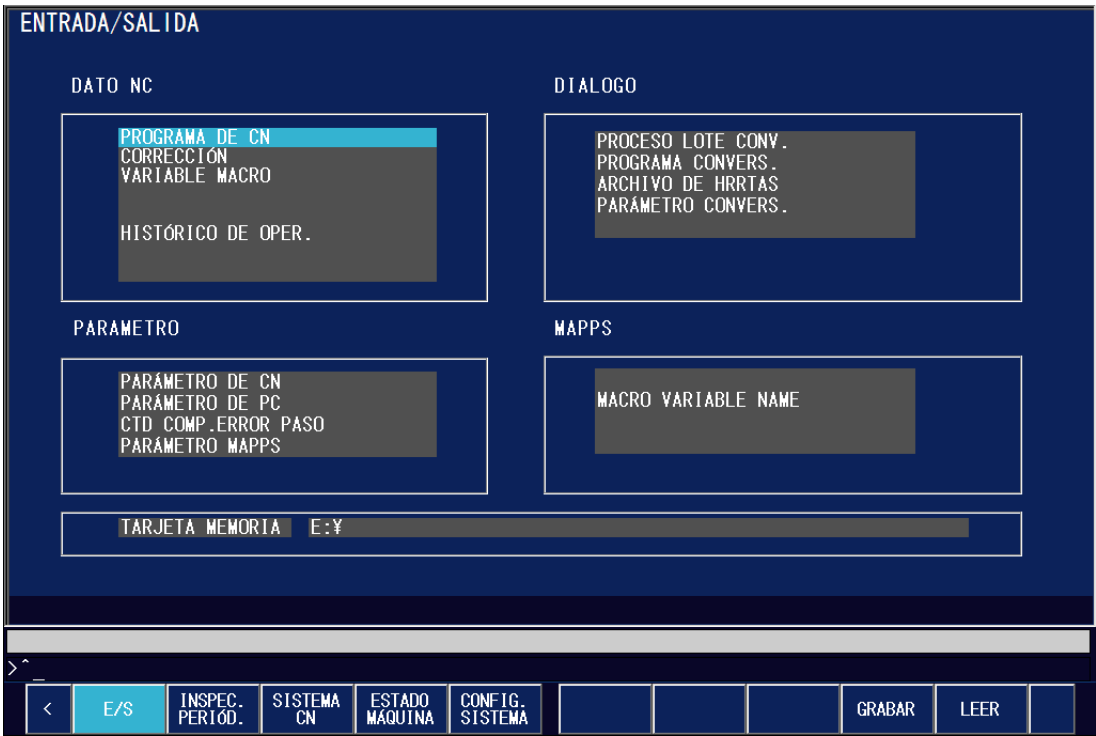 ENTRADA/SALIDA
DATO NC
PROGRAMA DE CN
CORRECCIÓN
VARIABLE MACRO
HISTÓRICO DE OPER.
DIALOGO
PROCESO LOTE CONV.
PROGRAMA CONVERS.
ARCHIVO DE HRRTAS
PARÁMETRO CONVERS.
PARAMETRO
PARÁMETRO DE CN
PARÁMETRO DE PC
CTD COMP.ERROR PASO
PARÁMETRO MAPPS
MAPPS
MACRO VARIABLE NAME
TARJETA MEMORIA E:¥
>^_
< E/S INSPEC. PERIÓD. SISTEMA CN ESTADO MÁQUINA CONFIG. SISTEMA GRABAR LEER